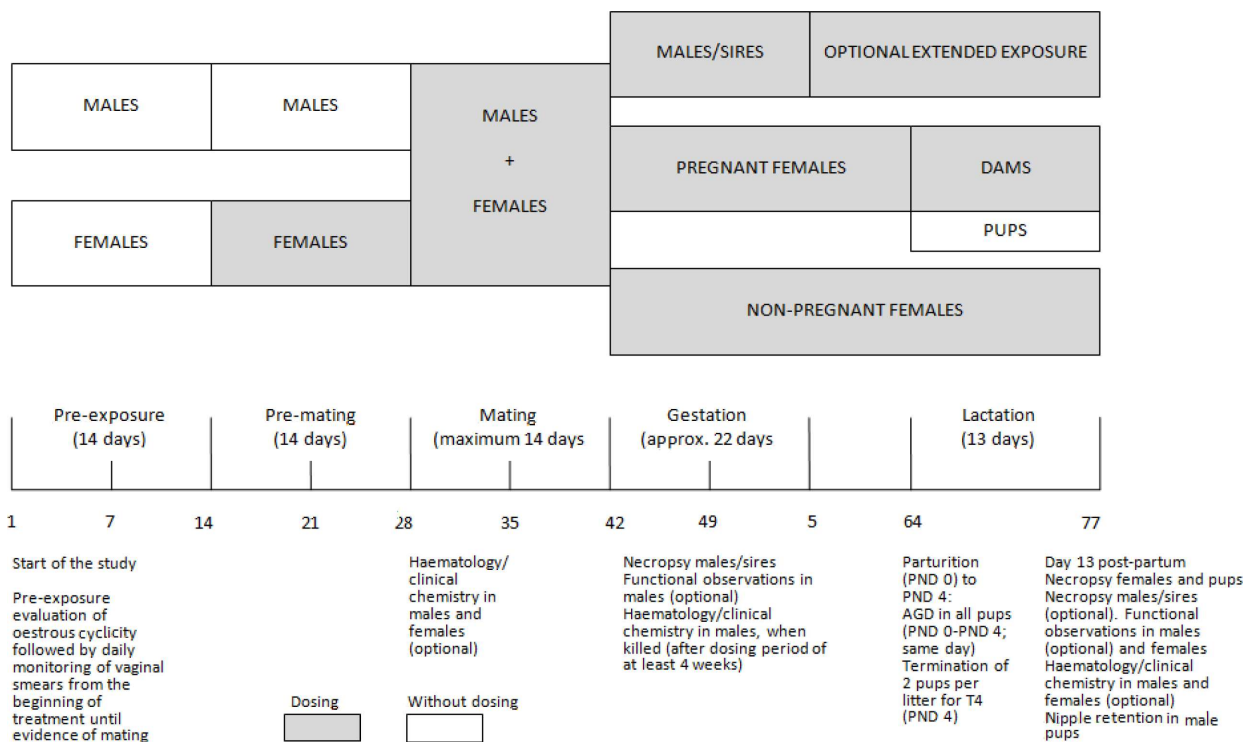 MALES/SIRES
OPTIONAL EXTENDED EXPOSURE
MALES
MALES
MALES
+
FEMALES
PREGNANT FEMALES
DAMS
PUPS
FEMALES
FEMALES
NON-PREGNANT FEMALES
Pre-exposure
(14 days)
Pre-mating
(14 days)
Mating
(maximum 14 days
Gestation
(approx. 22 days
Lactation
(13 days)
1
7
14
21
28
35
42
49
5
64
77
Start of the study
Pre-exposure
evaluation of
oestrous cyclicity
followed by daily
monitoring of vaginal
smears from the
beginning of
treatment until
evidence of mating
Haematology/
clinical
chemistry in
males and
females
(optional)
Necropsy males/sires
Functional observations in
males (optional)
Haematology/clinical
chemistry in males, when
killed (after dosing period of
at least 4 weeks)
Parturition
(PND 0) to
PND 4:
AGD in all pups
(PND 0-PND 4;
same day)
Termination of
2 pups per
litter for T4
(PND 4)
Day 13 post-partum
Necropsy females and pups
Necropsy males/sires
(optional). Functional
observations in males
(optional) and females
Haematology/clinical
chemistry in males and
females (optional)
Nipple retention in male
pups
Dosing
Without dosing